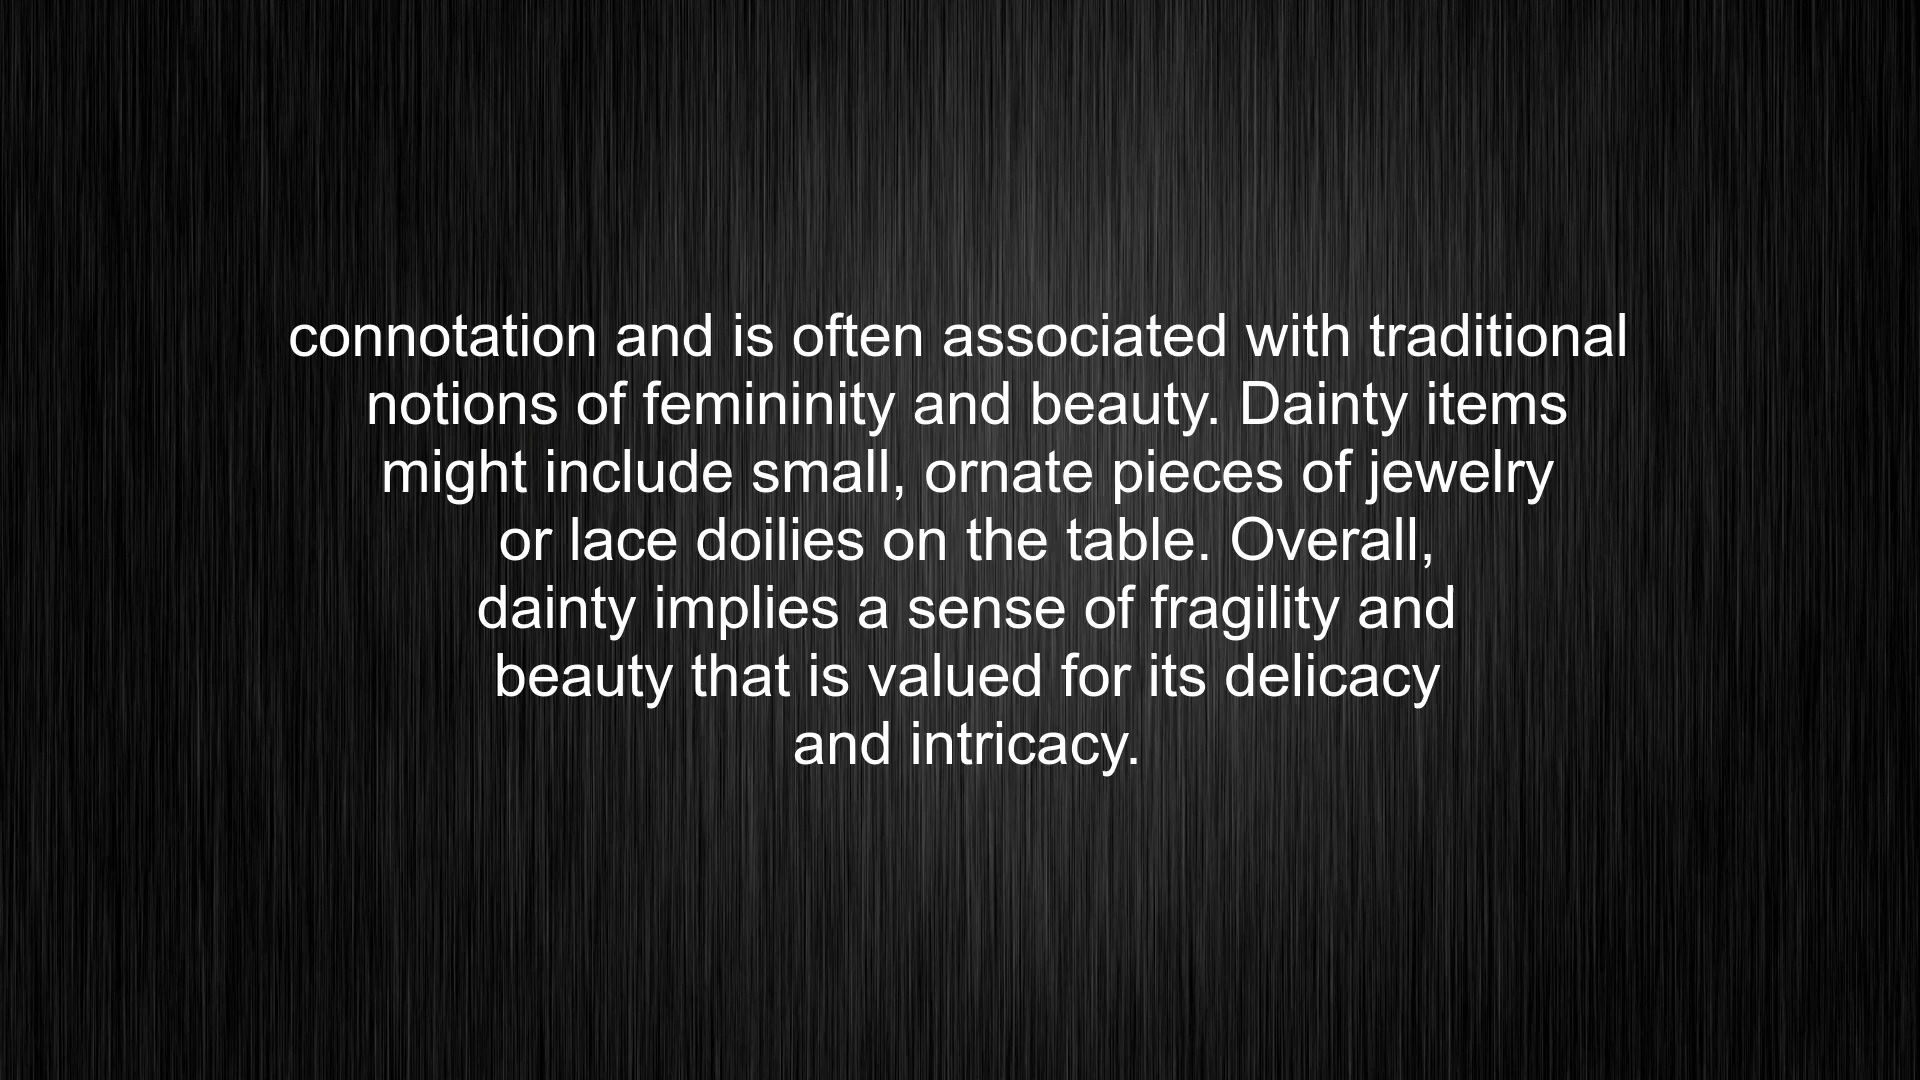 connotation and is often associated with traditional
notions of femininity and beauty. Dainty items
might include small, ornate pieces of jewelry
or lace doilies on the table. Overall,
dainty implies a sense of fragility and
beauty that is valued for its delicacy
and intricacy.